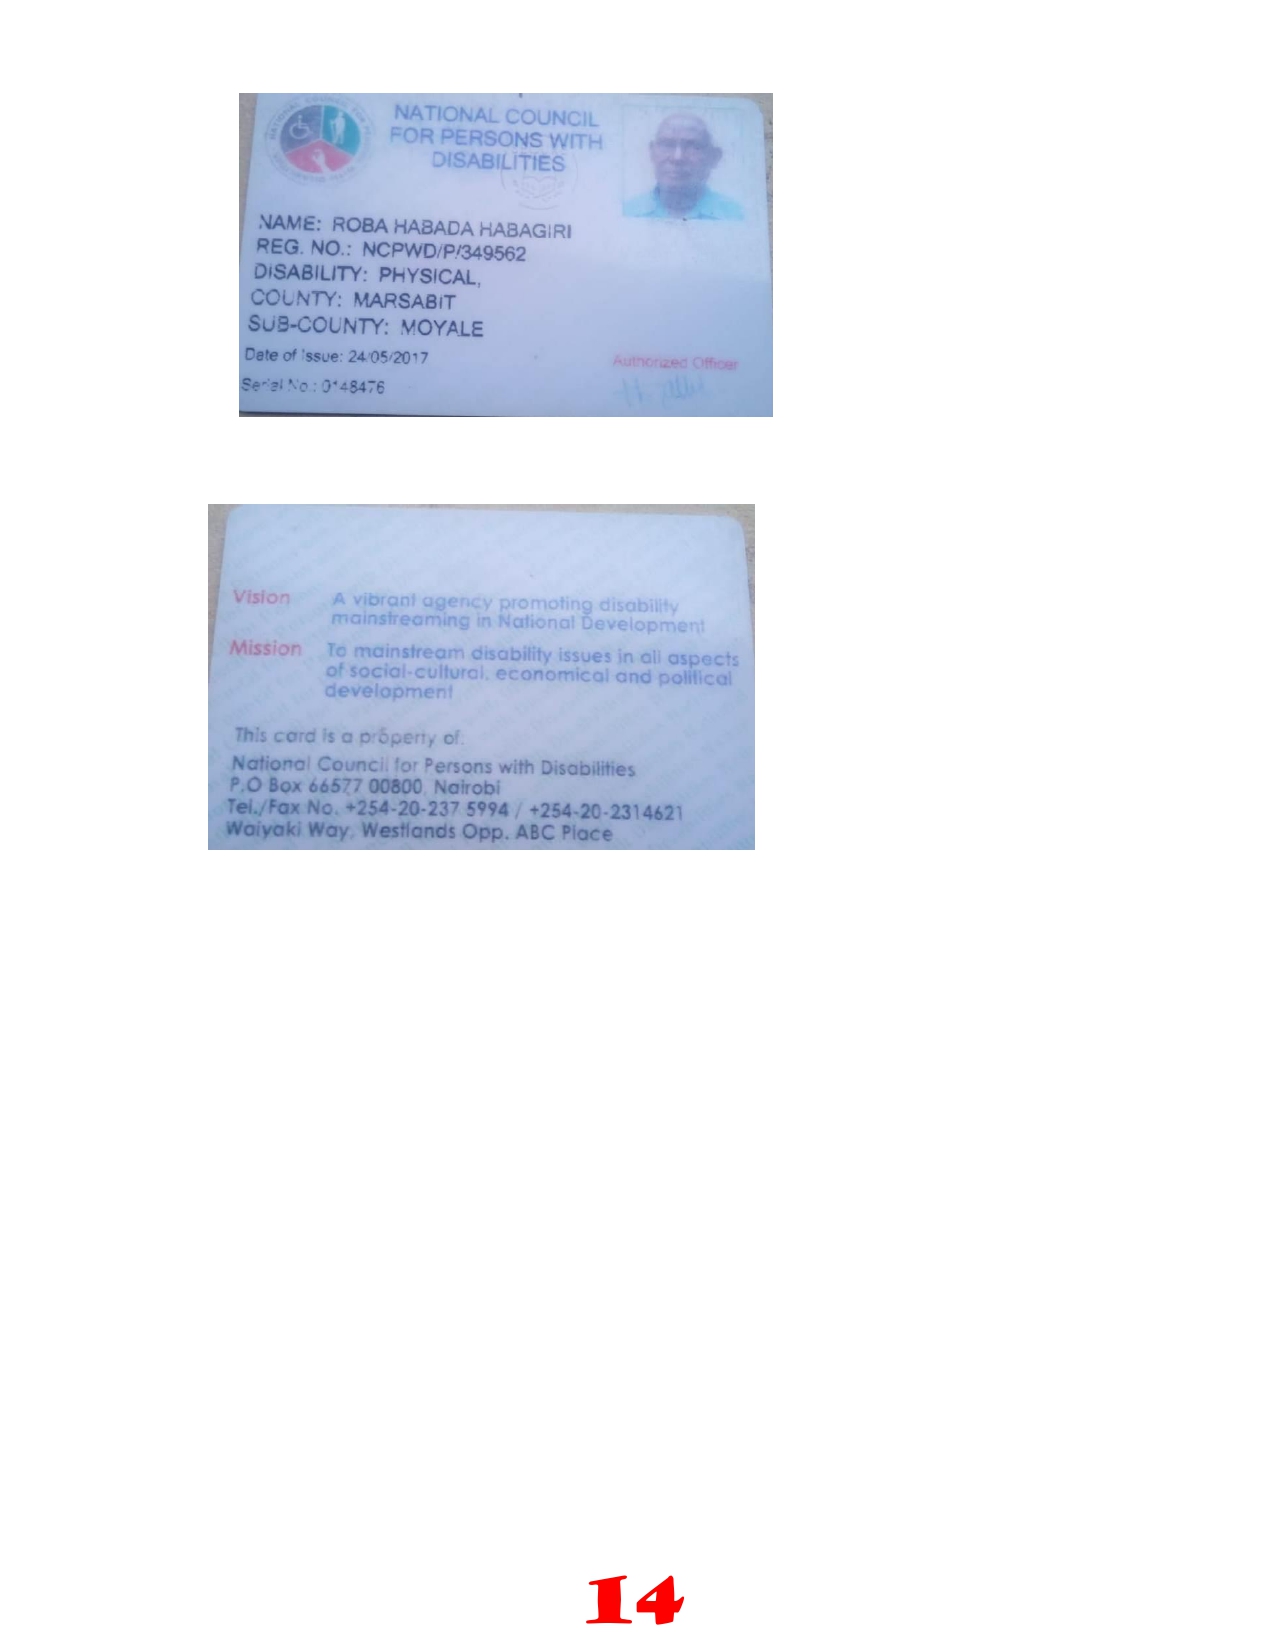 NATIONAL COUNCIL
FOR PERSONS WITH
DISABILITIES
NAME: ROBA HABADA HABAGIRI
REG. NO.: NCPWD/P/349562
DISABILITY: PHYSICAL,
COUNTY: MARSABIT
SUB-COUNTY: MOYALE
Date of Issue: 24/05/2017
Serial No.: 0148476
Authorized Officer
Vision A vibrant agency promoting disability
mainstreaming in National Development
Mission To mainstream disability issues in all aspects
of social-cultural, economical and political
development
This card is a property of:
National Council for Persons with Disabilities
P.O Box 66577 00800, Nairobi
Tel./Fax No. +254-20-237 5994 / +254-20-2314621
Waiyaki Way, Westlands Opp. ABC Place
14